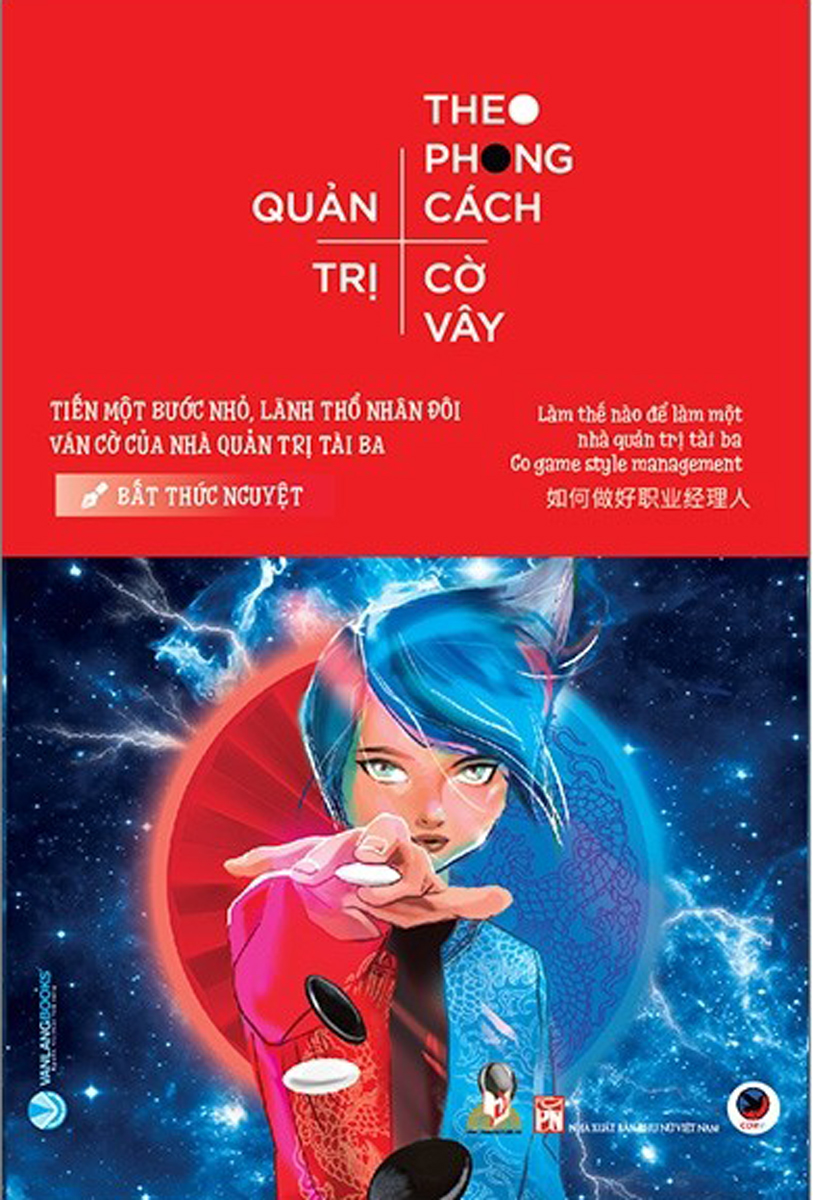 QUẢN
TRỊ
THEO
PHONG
CÁCH
CỜ
VÂY
TIẾN MỘT BƯỚC NHỎ, LÃNH THỔ NHÂN ĐÔI
VÁN CỜ CỦA NHÀ QUẢN TRỊ TÀI BA
BẤT THỨC NGUYỆT
Làm thế nào để làm một
nhà quản trị tài ba
Co game style management
如何做好职业经理人
VANLANGBOOKS
PN
NHÀ XUẤT BẢN PHỤ NỮ VIỆT NAM